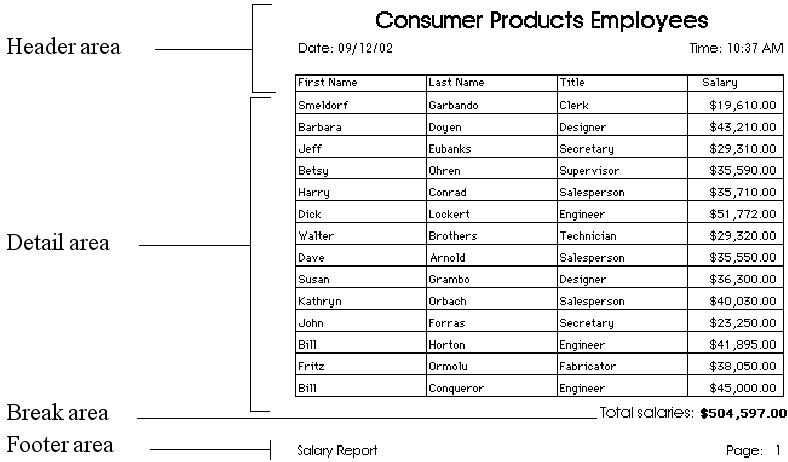 Consumer Products Employees
Header area
Date: 09/12/02 Time: 10:37 AM
First Name Last Name Title Salary
Smeldorf Garbando Clerk $19,610.00
Barbara Doyen Designer $43,210.00
Jeff Eubanks Secretary $29,310.00
Betsy Ohren Supervisor $35,590.00
Harry Conrad Salesperson $35,710.00
Dick Lockert Engineer $51,772.00
Detail area
Walter Brothers Technician $29,320.00
Dave Arnold Salesperson $35,550.00
Susan Grambo Designer $36,300.00
Kathryn Orbach Salesperson $40,030.00
John Forras Secretary $23,250.00
Bill Horton Engineer $41,895.00
Fritz Ormolu Fabricator $38,050.00
Bill Conqueror Engineer $45,000.00
Break area
Total salaries: $504,597.00
Footer area
Salary Report Page: 1